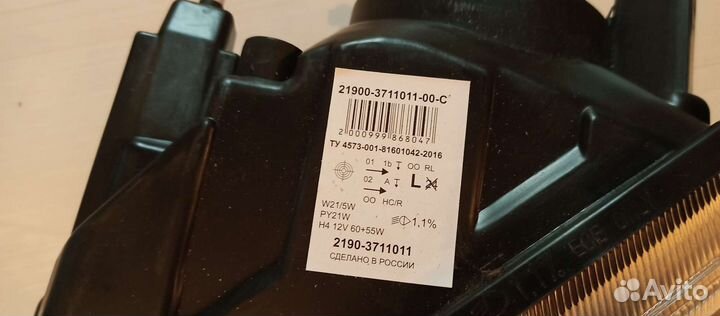 21900-3711011-00-C
2 000999 868047
ТУ 4573-001-81601042-2016
01 1b OO RL
02 A L 24
OO HC/R
W21/5W
PY21W
H4 12V 60+55W
1,1%
2190-3711011
СДЕЛАНО В РОССИИ
Avito